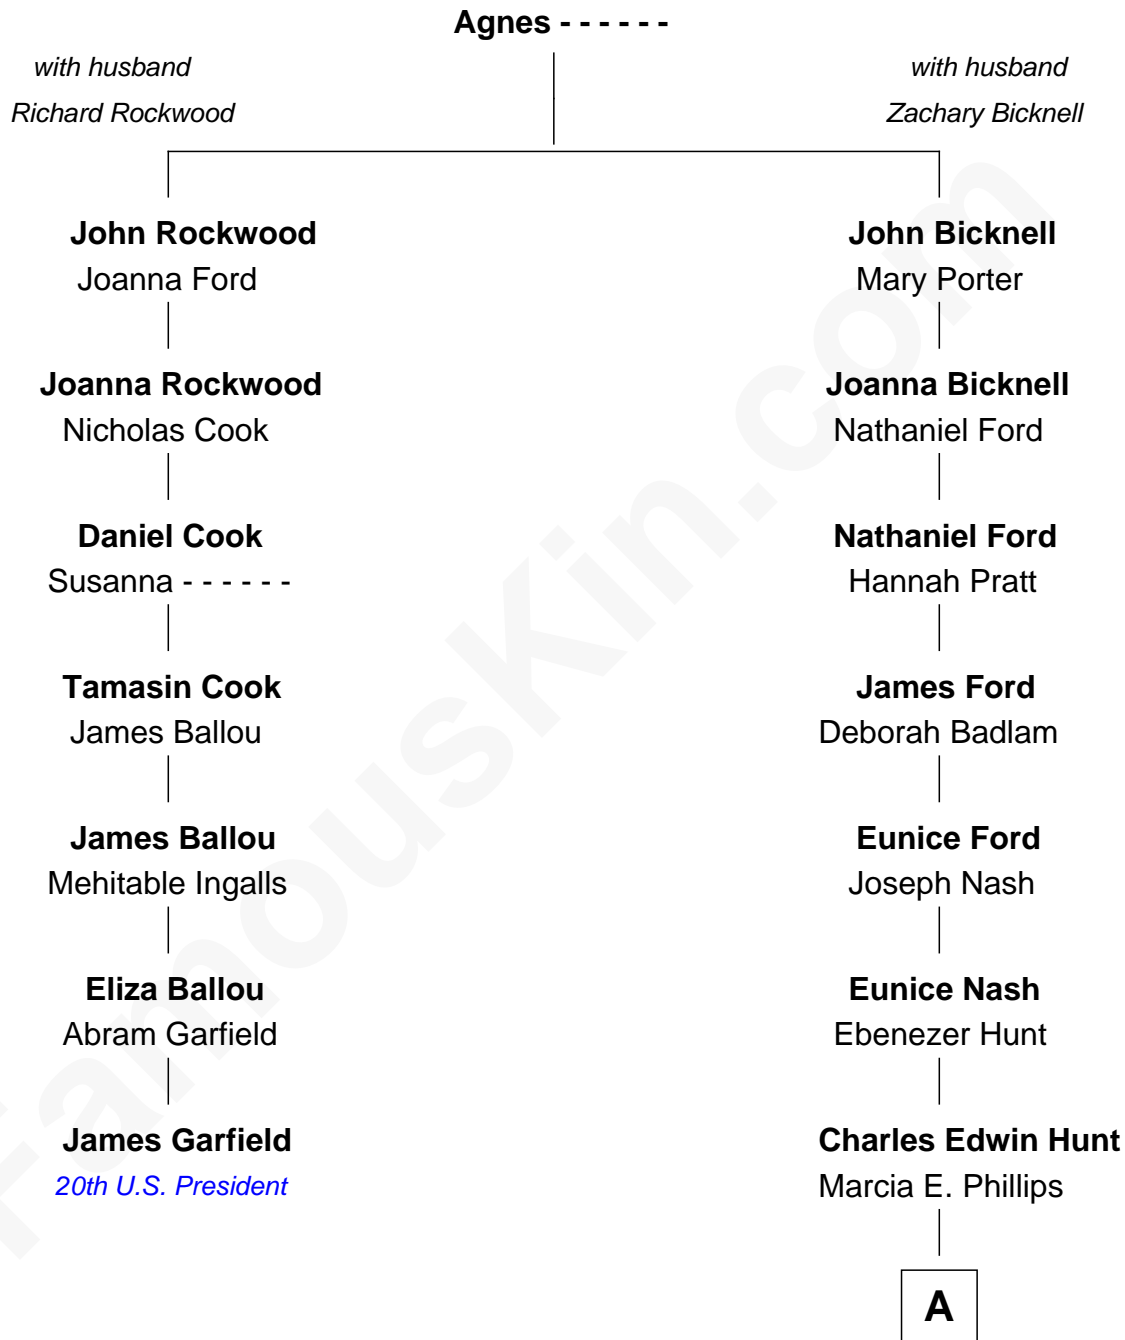 Agnes - - - - - -
with husband
Richard Rockwood
with husband
Zachary Bicknell
John Rockwood
Joanna Ford
John Bicknell
Mary Porter
Joanna Rockwood
Nicholas Cook
Joanna Bicknell
Nathaniel Ford
Daniel Cook
Susanna - - - - - -
Nathaniel Ford
Hannah Pratt
Tamasin Cook
James Ballou
James Ford
Deborah Badlam
James Ballou
Mehitable Ingalls
Eunice Ford
Joseph Nash
Eliza Ballou
Abram Garfield
Eunice Nash
Ebenezer Hunt
James Garfield
20th U.S. President
Charles Edwin Hunt
Marcia E. Phillips
A
FamousKin.com